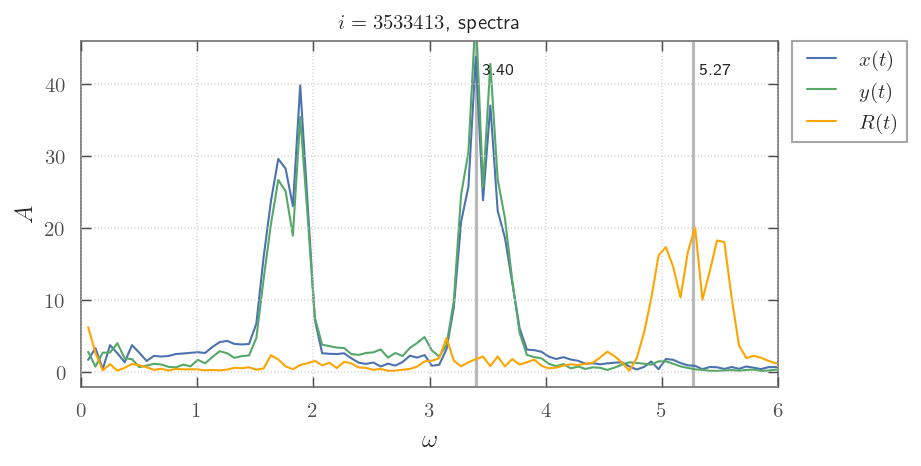 i = 3533413, spectra
A
40
30
20
10
0
3.40
5.27
0 1 2 3 4 5 6
ω
x(t)
y(t)
R(t)